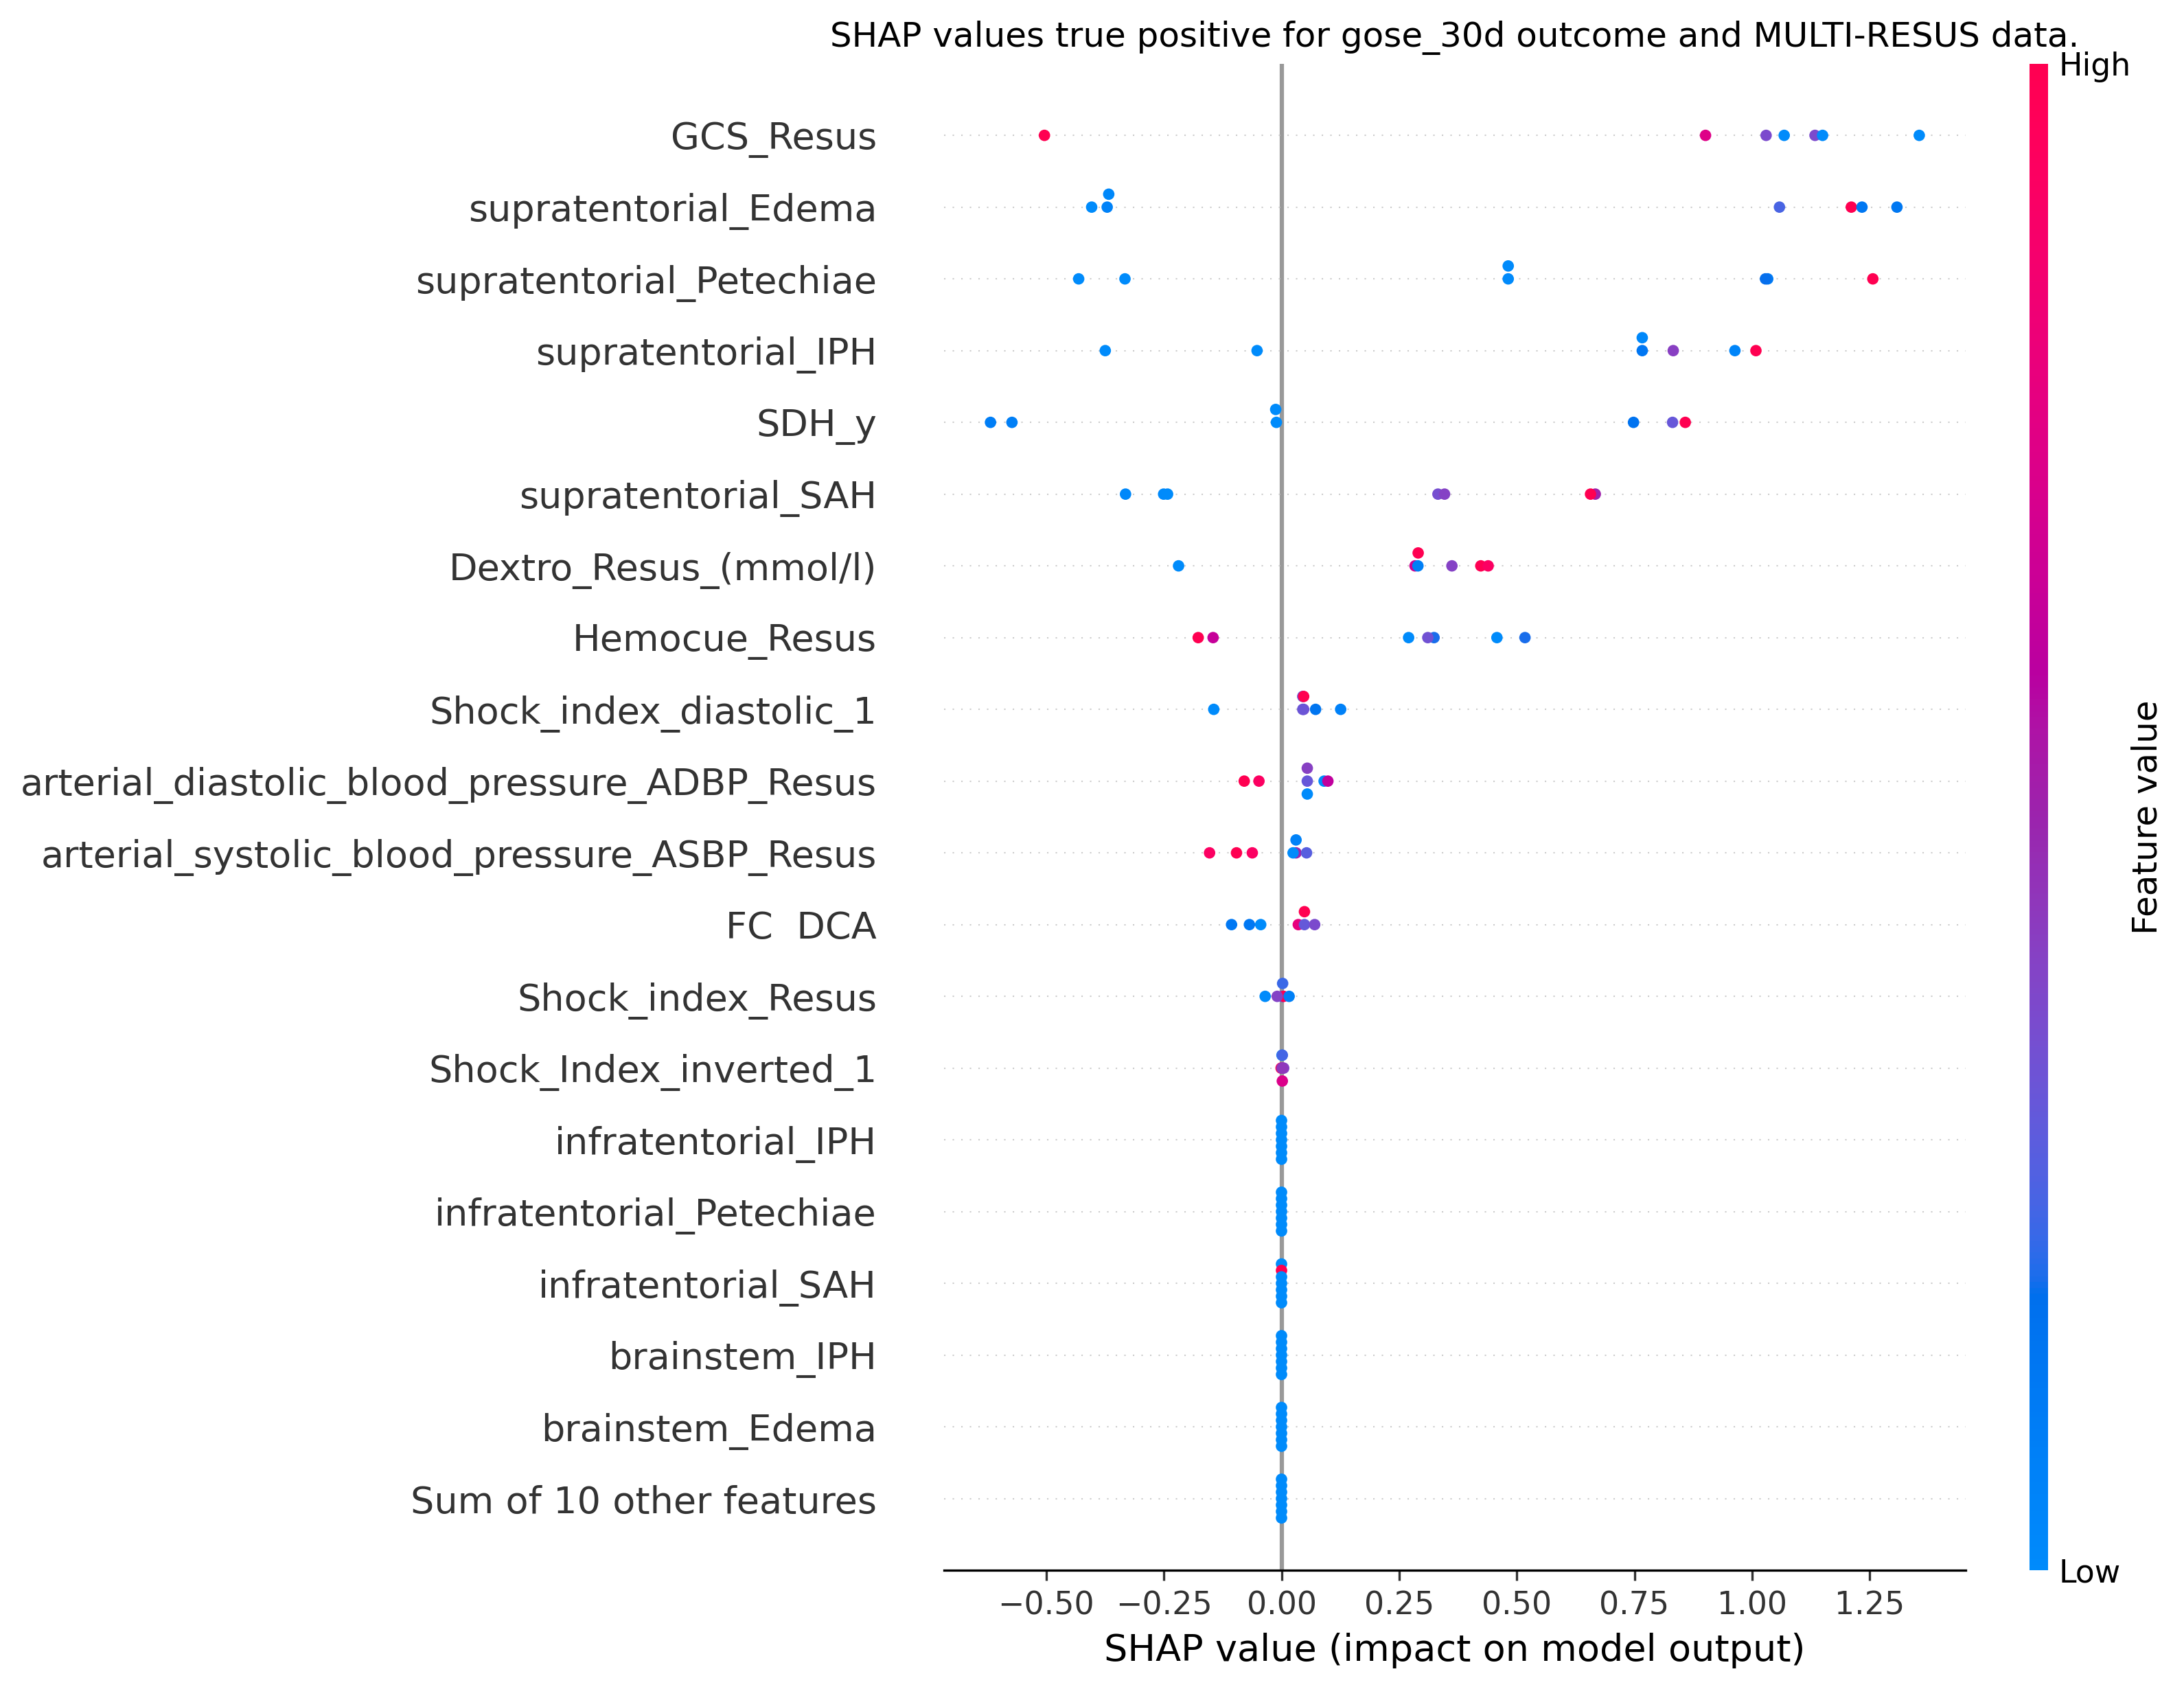 SHAP values true positive for gose_30d outcome and MULTI-RESUS data.
High
GCS_Resus
supratentorial_Edema
supratentorial_Petechiae
supratentorial_IPH
SDH_y
supratentorial_SAH
Dextro_Resus_(mmol/l)
Hemocue_Resus
Shock_index_diastolic_1
arterial_diastolic_blood_pressure_ADBP_Resus
arterial_systolic_blood_pressure_ASBP_Resus
FC  DCA
Shock_index_Resus
Shock_Index_inverted_1
infratentorial_IPH
infratentorial_Petechiae
infratentorial_SAH
brainstem_IPH
brainstem_Edema
Sum of 10 other features
Feature value
Low
−0.50 −0.25 0.00 0.25 0.50 0.75 1.00 1.25
SHAP value (impact on model output)